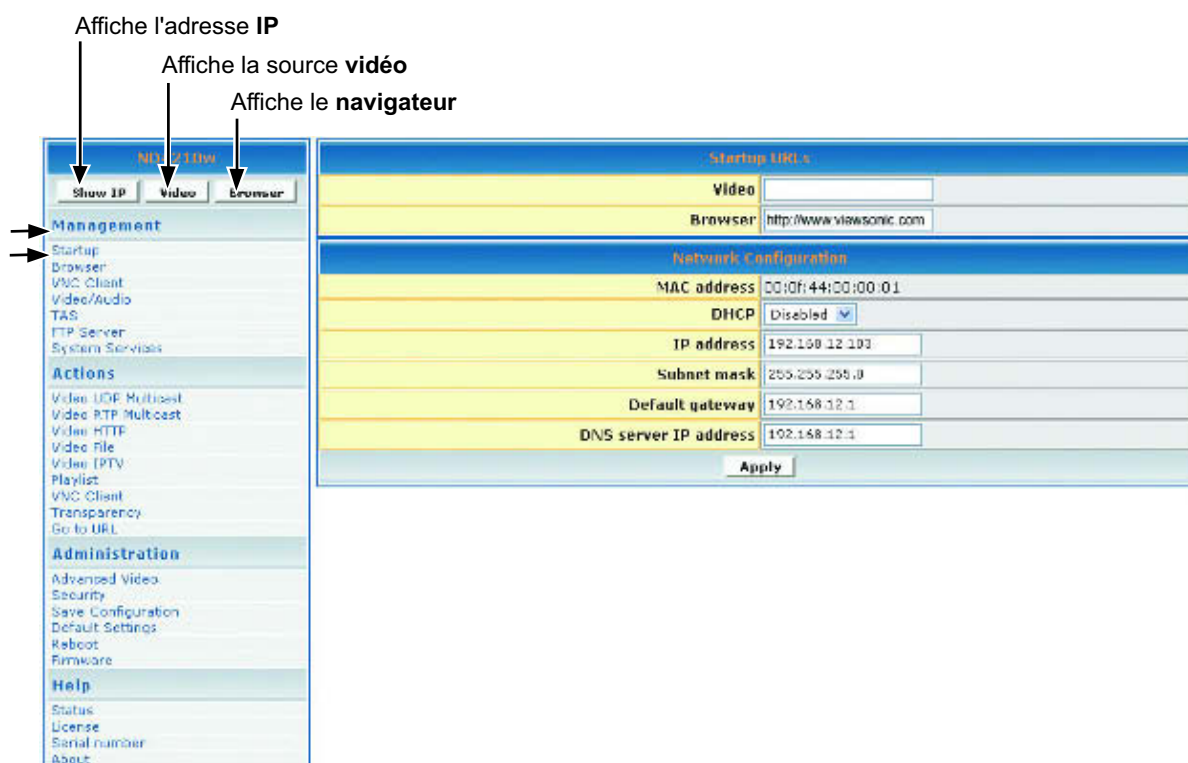 Affiche l'adresse IP
Affiche la source vidéo
Affiche le navigateur
Show IP Video Browser
Management
Startup
Browser
VNC Client
Video/Audio
TAS
FTP Server
System Services
Actions
Video UDP Multicast
Video RTP Multicast
Video HTTP
Video File
Video IPTV
Playlist
VNC Client
Transparency
Go to URL
Administration
Advanced Video
Security
Save Configuration
Default Settings
Reboot
Firmware
Help
Status
License
Serial number
About
Startup URLs
Video
Browser http://www.viewsonic.com
Network Configuration
MAC address 00:0f:44:00:00:01
DHCP Disabled
IP address
Subnet mask 255.255.255.0
Default gateway 192.168.12.1
DNS server IP address 192.168.12.1
Apply